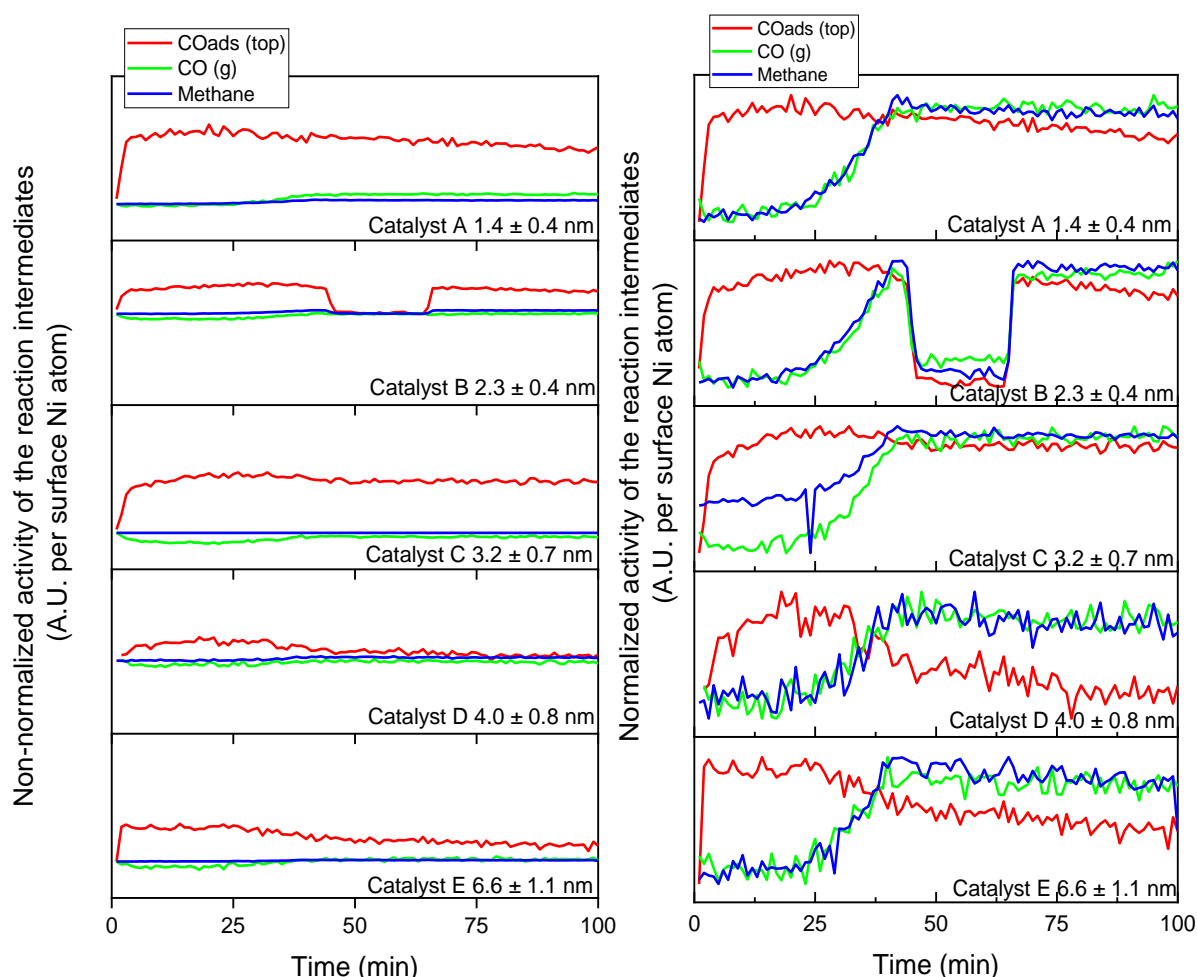 COads (top)
CO (g)
Methane
Non-normalized activity of the reaction intermediates
(A.U. per surface Ni atom)
Catalyst A 1.4 ± 0.4 nm
Catalyst B 2.3 ± 0.4 nm
Catalyst C 3.2 ± 0.7 nm
Catalyst D 4.0 ± 0.8 nm
Catalyst E 6.6 ± 1.1 nm
0 25 50 75 100
Time (min)
COads (top)
CO (g)
Methane
Normalized activity of the reaction intermediates
(A.U. per surface Ni atom)
Catalyst A 1.4 ± 0.4 nm
Catalyst B 2.3 ± 0.4 nm
Catalyst C 3.2 ± 0.7 nm
Catalyst D 4.0 ± 0.8 nm
Catalyst E 6.6 ± 1.1 nm
0 25 50 75 100
Time (min)